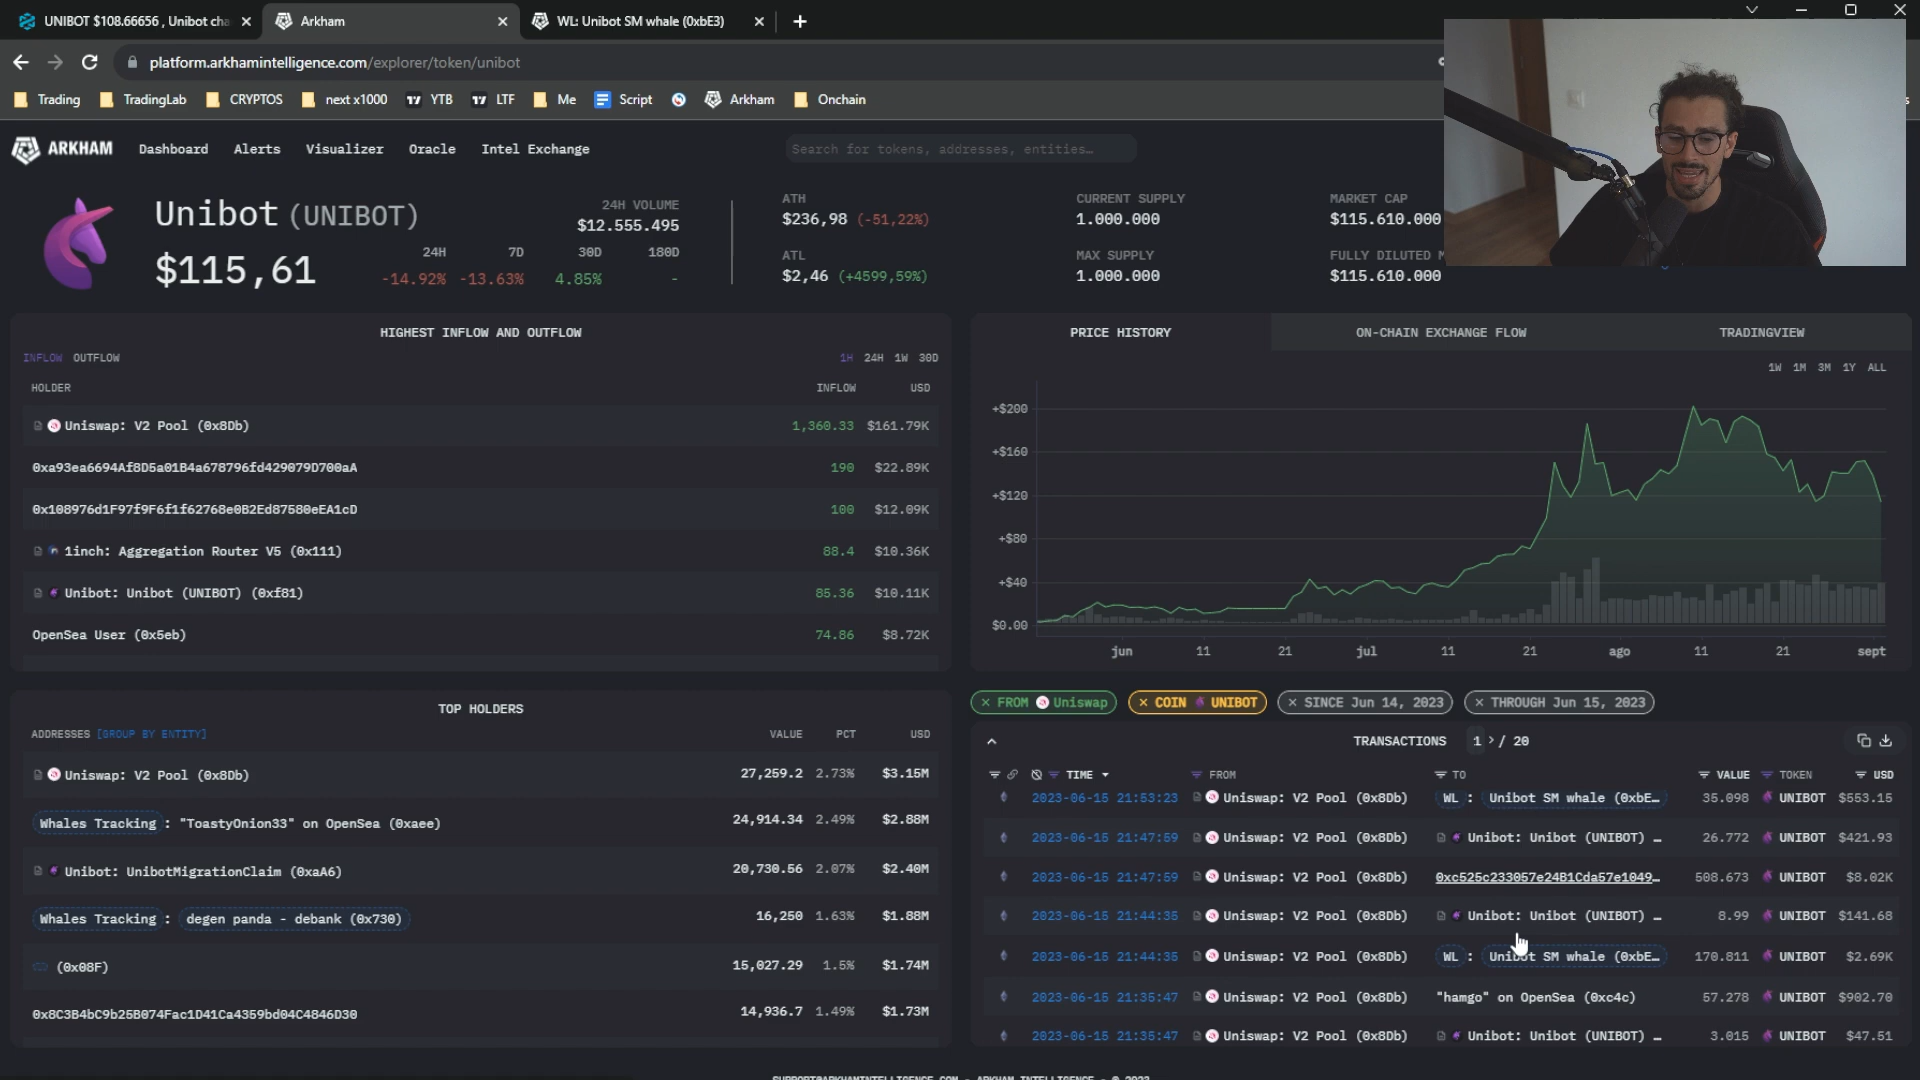 UNIBOT $108.66656 , Unibot cha
Arkham
WL: Unibot SM whale (0xbE3)
platform.arkhamintelligence.com/explorer/token/unibot
Trading
TradingLab
CRYPTOS
next x1000
YTB
LTF
Me
Script
Arkham
Onchain
ARKHAM
Dashboard
Alerts
Visualizer
Oracle
Intel Exchange
Search for tokens, addresses, entities…
Unibot (UNIBOT)
24H VOLUME
$12.555.495
$115,61
24H 7D 30D 180D
-14.92% -13.63% 4.85% -
ATH
$236,98 (-51,22%)
ATL
$2,46 (+4599,59%)
CURRENT SUPPLY
1.000.000
MAX SUPPLY
1.000.000
MARKET CAP
$115.610.000
FULLY DILUTED M
$115.610.000
HIGHEST INFLOW AND OUTFLOW
INFLOW OUTFLOW 1H 24H 1W 30D
HOLDER INFLOW USD
Uniswap: V2 Pool (0x8Db) 1,360.33 $161.79K
0xa93ea6694Af8D5a01B4a678796fd429079D700aA 190 $22.89K
0x108976d1F97f9F6f1f62768e0B2Ed87580eEA1cD 100 $12.09K
1inch: Aggregation Router V5 (0x111) 88.4 $10.36K
Unibot: Unibot (UNIBOT) (0xf81) 85.36 $10.11K
OpenSea User (0x5eb) 74.86 $8.72K
PRICE HISTORY
ON-CHAIN EXCHANGE FLOW
TRADINGVIEW
1W 1M 3M 1Y ALL
+$200
+$160
+$120
+$80
+$40
$0.00
jun 11 21 jul 11 21 ago 11 21 sept
TOP HOLDERS
ADDRESSES [GROUP BY ENTITY] VALUE PCT USD
Uniswap: V2 Pool (0x8Db) 27,259.2 2.73% $3.15M
Whales Tracking : "ToastyOnion33" on OpenSea (0xaee) 24,914.34 2.49% $2.88M
Unibot: UnibotMigrationClaim (0xaA6) 20,730.56 2.07% $2.40M
Whales Tracking : degen panda - debank (0x730) 16,250 1.63% $1.88M
(0x08F) 15,027.29 1.5% $1.74M
0x8C3B4bC9b25B074Fac1D41Ca4359bd04C4846D30 14,936.7 1.49% $1.73M
× FROM Uniswap
× COIN UNIBOT
× SINCE Jun 14, 2023
× THROUGH Jun 15, 2023
TRANSACTIONS 1 > / 20
TIME FROM TO VALUE TOKEN USD
2023-06-15 21:53:23 Uniswap: V2 Pool (0x8Db) WL : Unibot SM whale (0xbE… 35.098 UNIBOT $553.15
2023-06-15 21:47:59 Uniswap: V2 Pool (0x8Db) Unibot: Unibot (UNIBOT) … 26.772 UNIBOT $421.93
2023-06-15 21:47:59 Uniswap: V2 Pool (0x8Db) 0xc525c233057e24B1Cda57e1049… 508.673 UNIBOT $8.02K
2023-06-15 21:44:35 Uniswap: V2 Pool (0x8Db) Unibot: Unibot (UNIBOT) … 8.99 UNIBOT $141.68
2023-06-15 21:44:35 Uniswap: V2 Pool (0x8Db) WL : Unibot SM whale (0xbE… 170.811 UNIBOT $2.69K
2023-06-15 21:35:47 Uniswap: V2 Pool (0x8Db) "hamgo" on OpenSea (0xc4c) 57.278 UNIBOT $902.70
2023-06-15 21:35:47 Uniswap: V2 Pool (0x8Db) Unibot: Unibot (UNIBOT) … 3.015 UNIBOT $47.51
SUPPORT@ARKHAMINTELLIGENCE.COM - ARKHAM INTELLIGENCE - © 2023